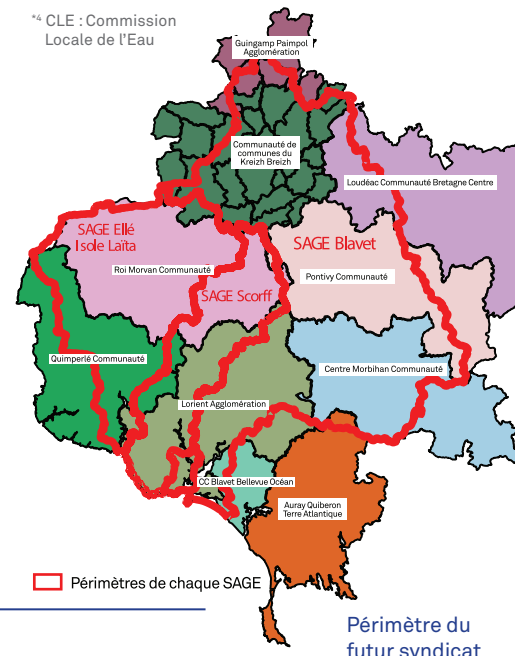 *4 CLE : Commission
Locale de l'Eau
Guingamp Paimpol
Agglomération
Communauté de
communes du
Kreizh Breizh
Loudéac Communauté Bretagne Centre
SAGE Ellé
Isole Laïta
SAGE Blavet
Roi Morvan Communauté
Pontivy Communauté
SAGE Scorff
Quimperlé Communauté
Centre Morbihan Communauté
Lorient Agglomération
CC Blavet Bellevue Océan
Auray Quiberon
Terre Atlantique
Périmètres de chaque SAGE
Périmètre du
futur syndicat